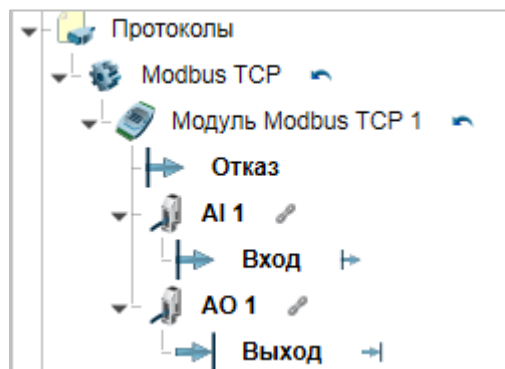 Протоколы
Modbus TCP
Модуль Modbus TCP 1
Отказ
AI 1
Вход
AO 1
Выход